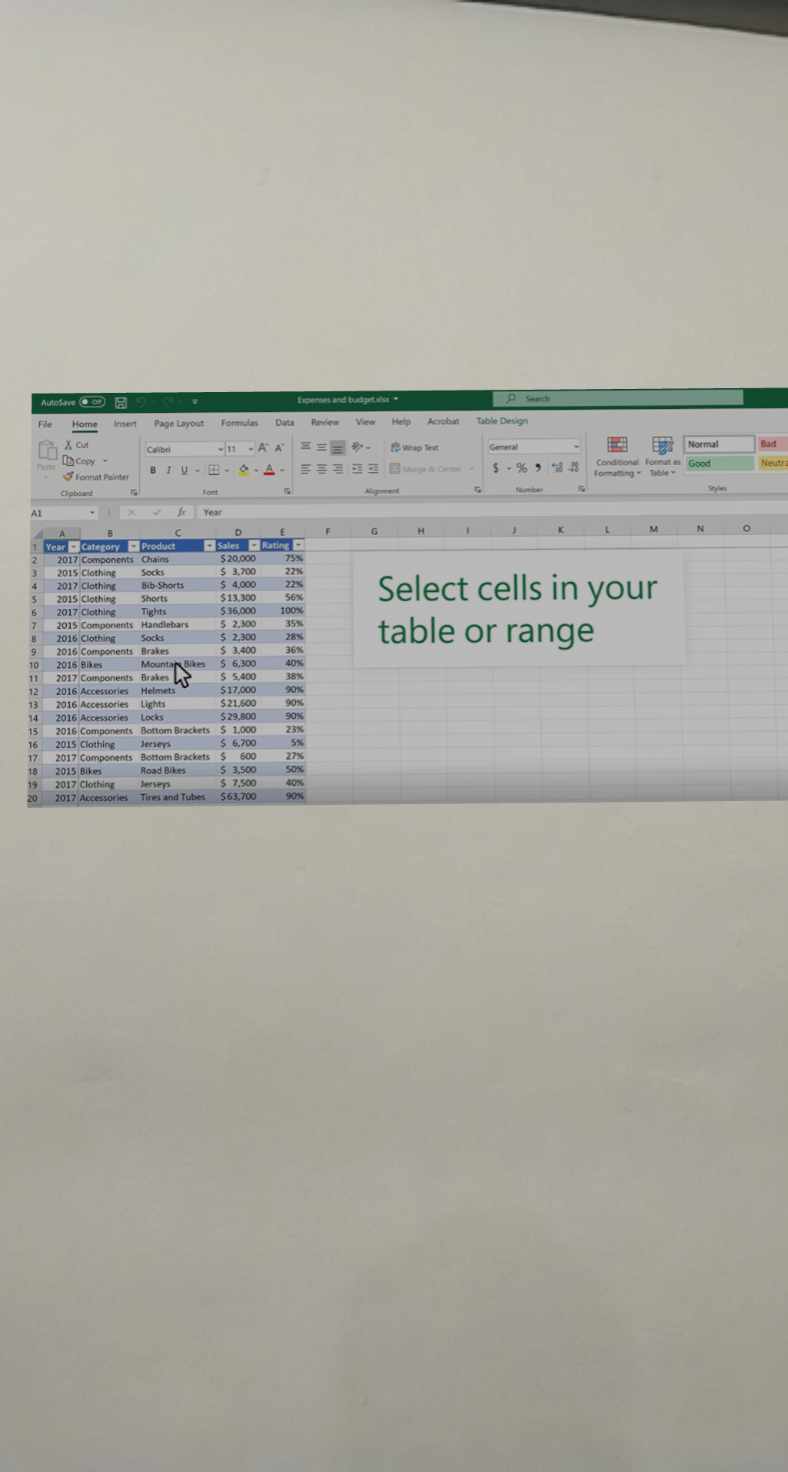 AutoSave Off Expenses and budget.xlsx Search
File Home Insert Page Layout Formulas Data Review View Help Acrobat Table Design
Paste Cut Copy Format Painter
Calibri 11
B I U A
Wrap Text
Merge & Center
General
$ % 9
Conditional Formatting Format as Table
Normal Bad
Good
Clipboard Font Alignment Number Styles
A1 fx Year
A B C D E F G H I J K L M N O
1 Year Category Product Sales Rating
2 2017 Components Chains $20,000 75%
3 2015 Clothing Socks $ 3,700 22%
4 2017 Clothing Bib-Shorts $ 4,000 22%
5 2015 Clothing Shorts $13,300 56%
6 2017 Clothing Tights $36,000 100%
7 2015 Components Handlebars $ 2,300 35%
8 2016 Clothing Socks $ 2,300 28%
9 2016 Components Brakes $ 3,400 36%
10 2016 Bikes Mountain Bikes $ 6,300 40%
11 2017 Components Brakes $ 5,400 38%
12 2016 Accessories Helmets $17,000 90%
13 2016 Accessories Lights $21,600 90%
14 2016 Accessories Locks $29,800 90%
15 2016 Components Bottom Brackets $ 1,000 23%
16 2015 Clothing Jerseys $ 6,700 5%
17 2017 Components Bottom Brackets $ 600 27%
18 2015 Bikes Road Bikes $ 3,500 50%
19 2017 Clothing Jerseys $ 7,500 40%
20 2017 Accessories Tires and Tubes $63,700 90%
Select cells in your
table or range